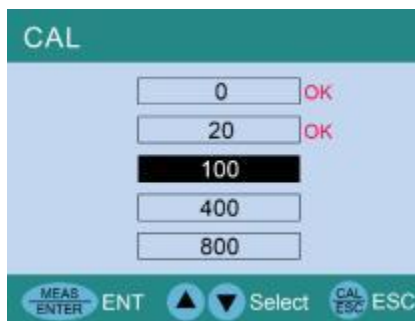 CAL
0 OK
20 OK
100
400
800
MEAS ENTER ENT ▲ ▼ Select CAL ESC ESC